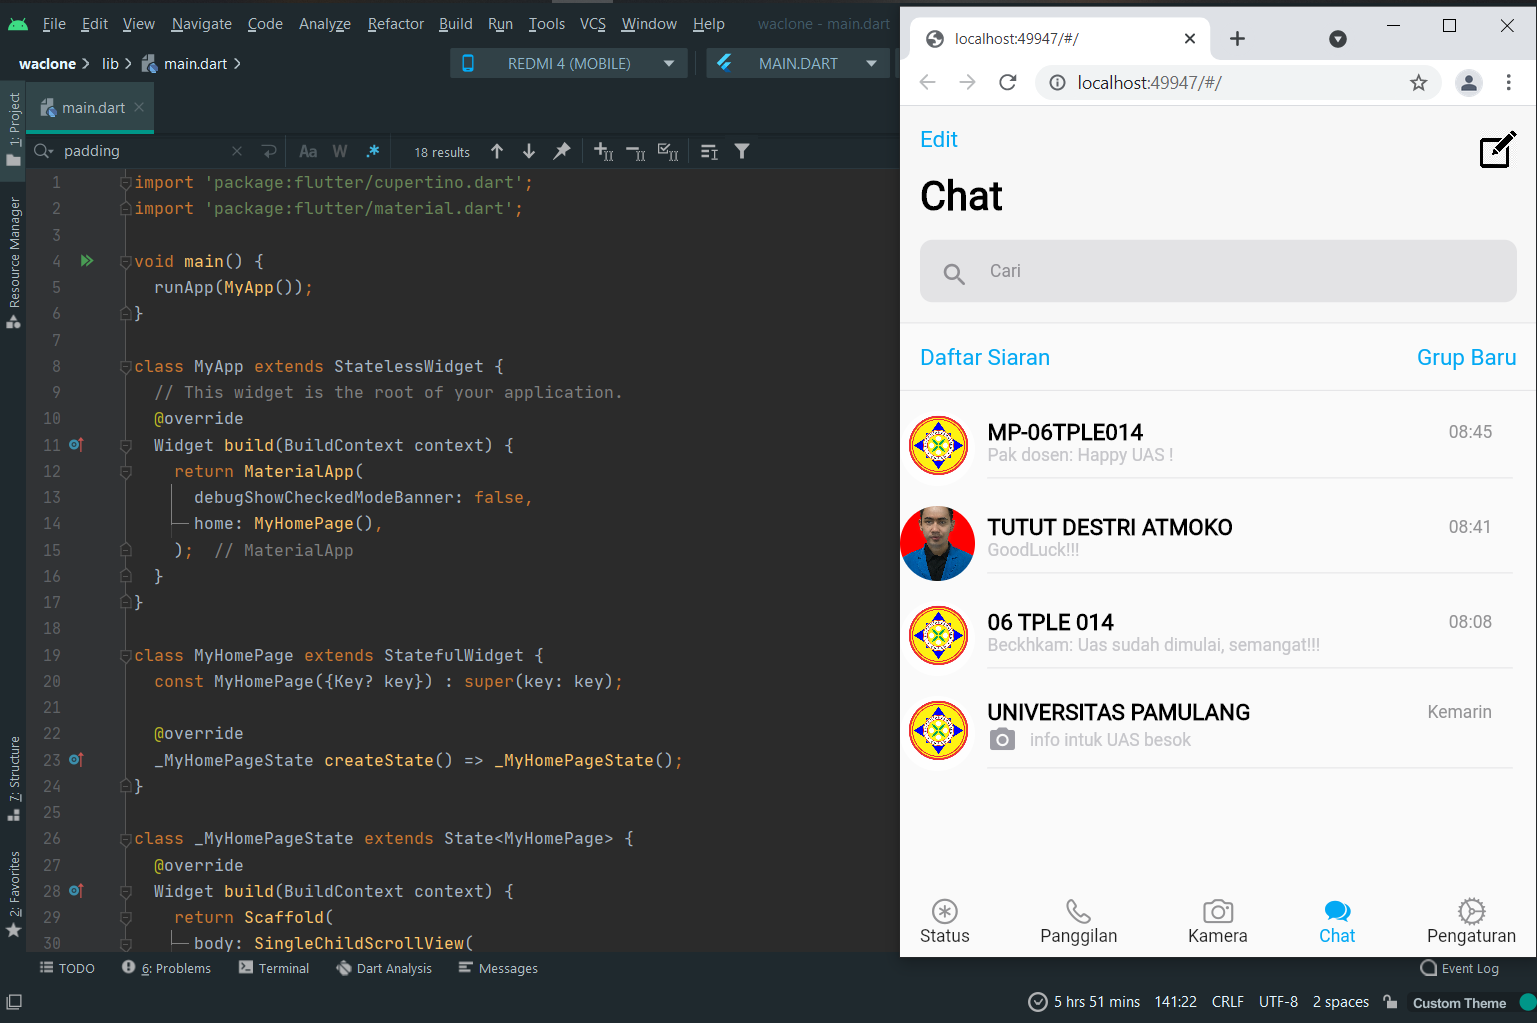 File Edit View Navigate Code Analyze Refactor Build Run Tools VCS Window Help waclone - main.dart
waclone lib main.dart
REDMI 4 (MOBILE) MAIN.DART
main.dart
padding Aa W .* 18 results
1: Project
Resource Manager
7: Structure
2: Favorites
1 import 'package:flutter/cupertino.dart';
2 import 'package:flutter/material.dart';
3
4 void main() {
5 runApp(MyApp());
6 }
7
8 class MyApp extends StatelessWidget {
9 // This widget is the root of your application.
10 @override
11 Widget build(BuildContext context) {
12 return MaterialApp(
13 debugShowCheckedModeBanner: false,
14 home: MyHomePage(),
15 ); // MaterialApp
16 }
17 }
18
19 class MyHomePage extends StatefulWidget {
20 const MyHomePage({Key? key}) : super(key: key);
21
22 @override
23 _MyHomePageState createState() => _MyHomePageState();
24 }
25
26 class _MyHomePageState extends State<MyHomePage> {
27 @override
28 Widget build(BuildContext context) {
29 return Scaffold(
30 body: SingleChildScrollView(
TODO 6: Problems Terminal Dart Analysis Messages
localhost:49947/#/
localhost:49947/#/
Edit
Chat
Cari
Daftar Siaran Grup Baru
MP-06TPLE014 08:45
Pak dosen: Happy UAS !
TUTUT DESTRI ATMOKO 08:41
GoodLuck!!!
06 TPLE 014 08:08
Beckhkam: Uas sudah dimulai, semangat!!!
UNIVERSITAS PAMULANG Kemarin
info intuk UAS besok
Status Panggilan Kamera Chat Pengaturan
Event Log
5 hrs 51 mins 141:22 CRLF UTF-8 2 spaces Custom Theme